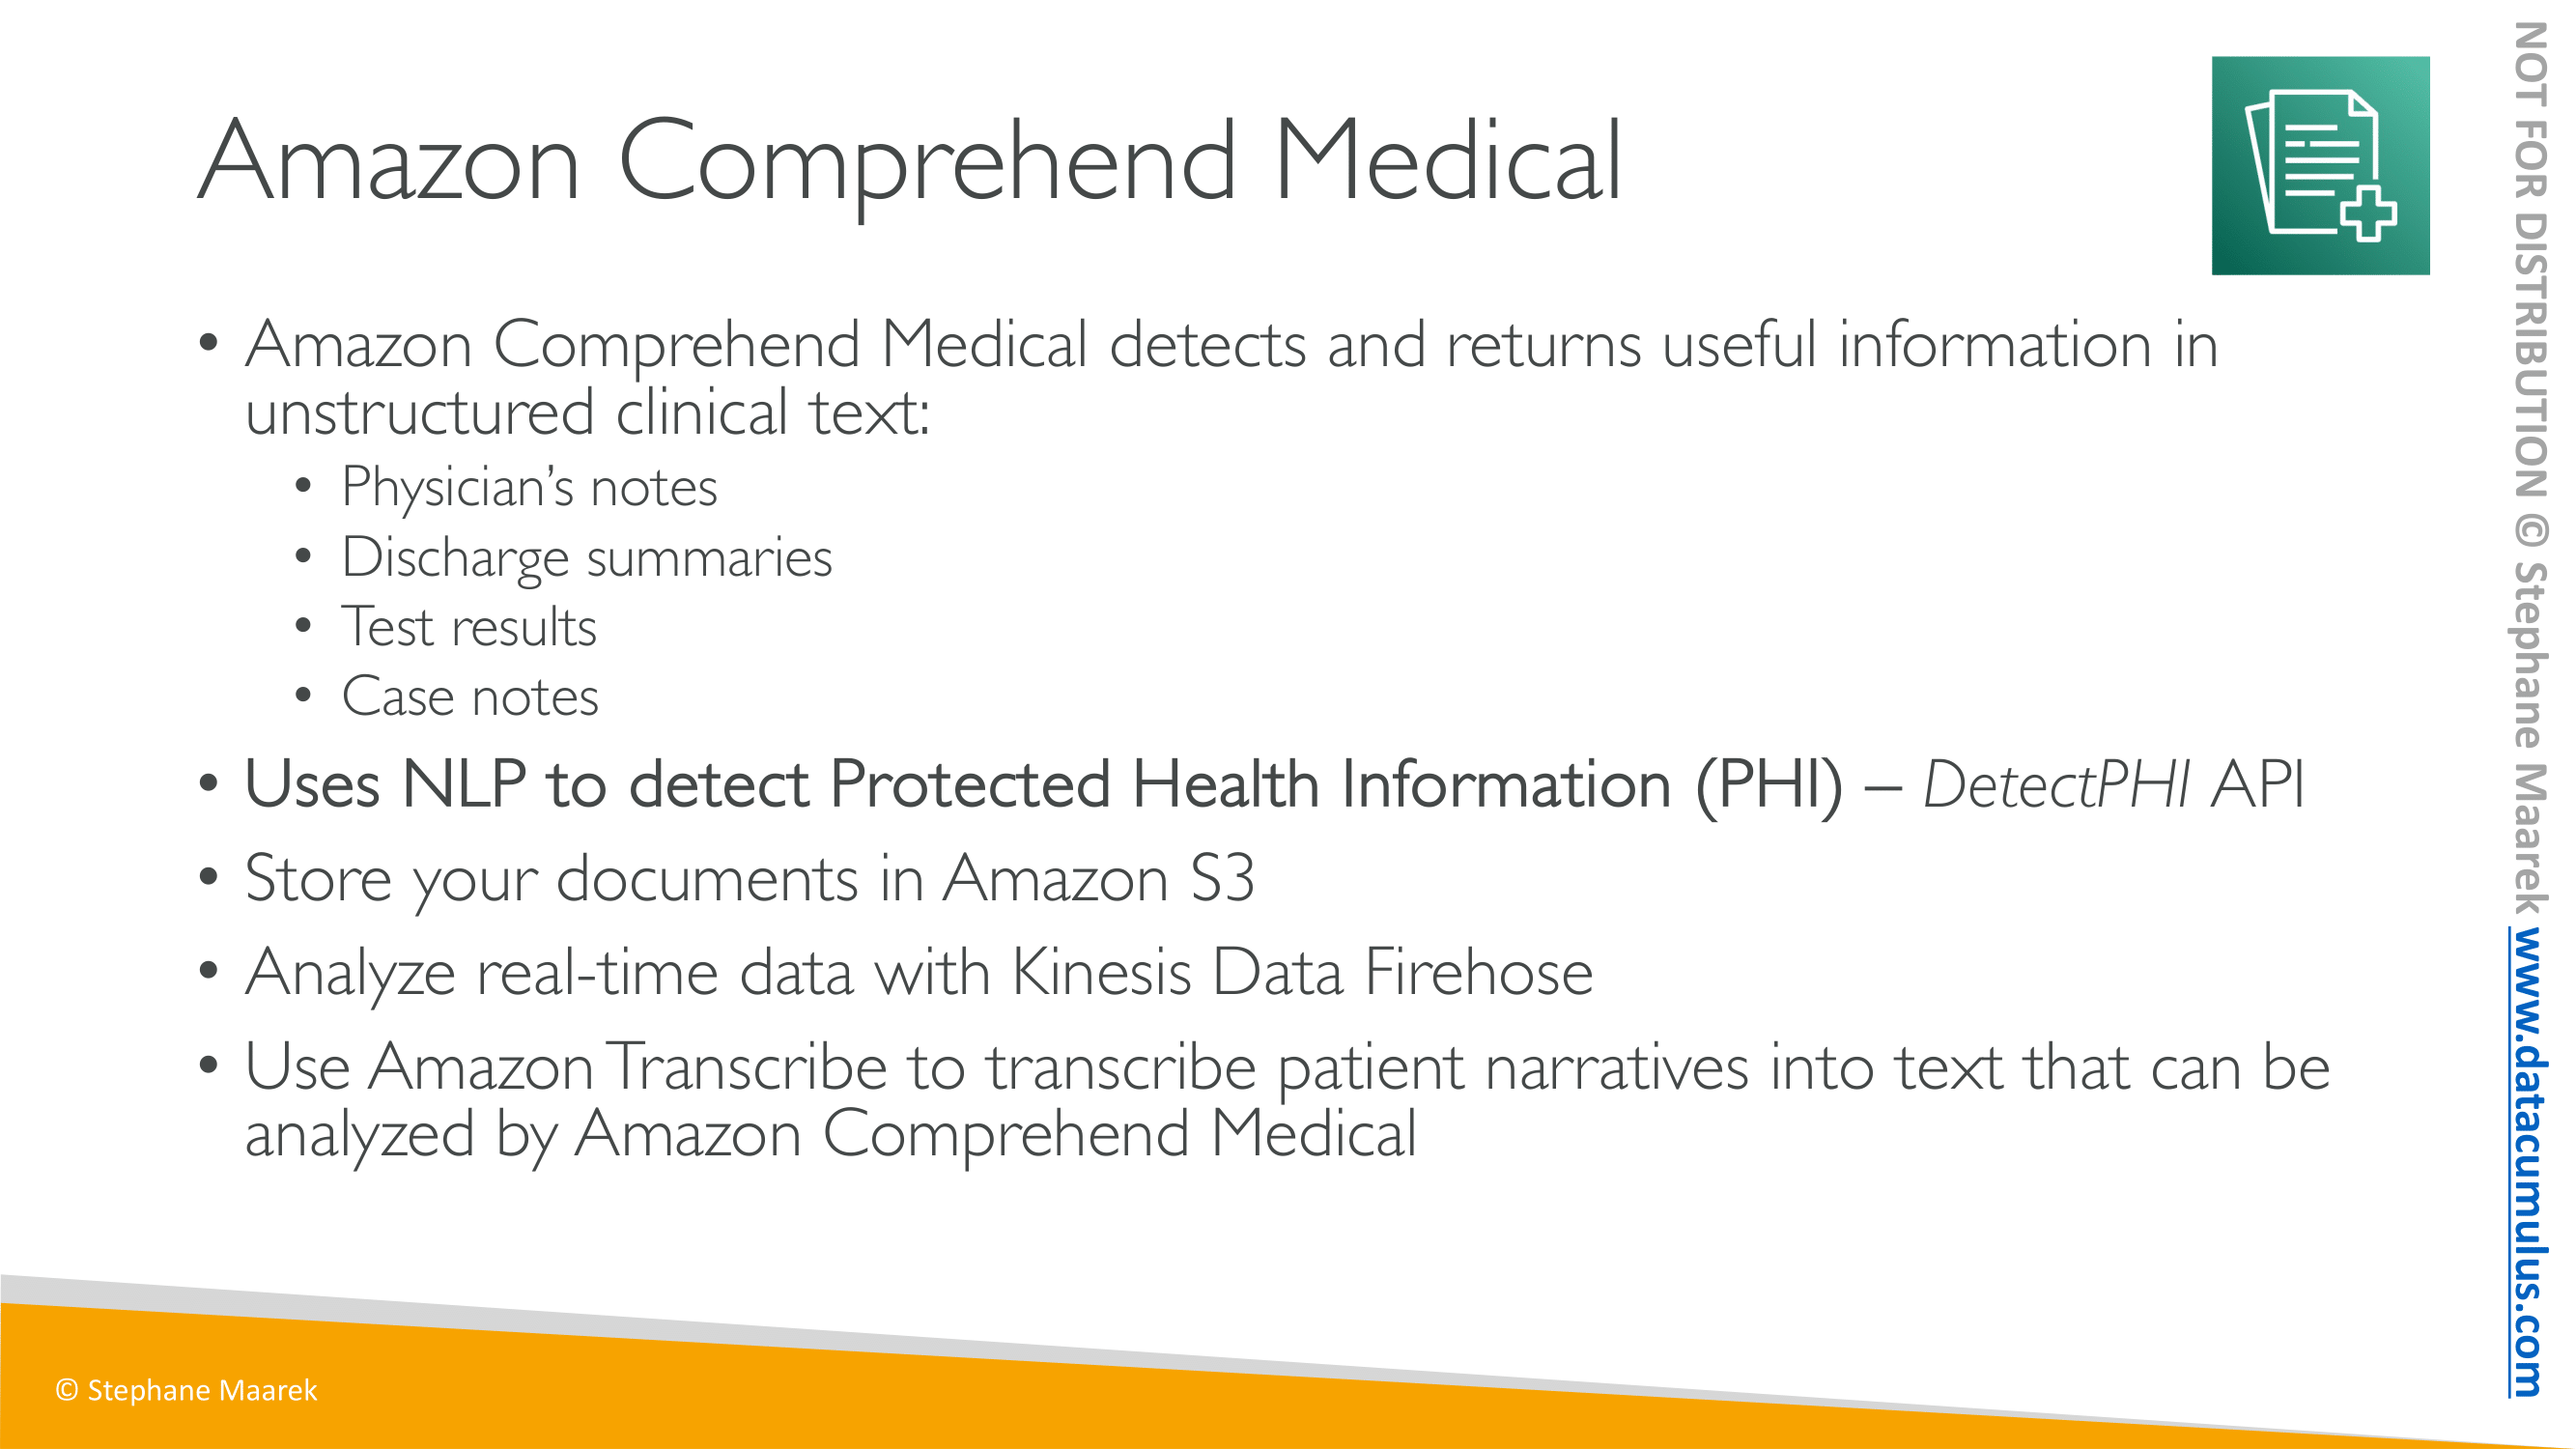 Amazon Comprehend Medical
• Amazon Comprehend Medical detects and returns useful information in
unstructured clinical text:
• Physician’s notes
• Discharge summaries
• Test results
• Case notes
• Uses NLP to detect Protected Health Information (PHI) – DetectPHI API
• Store your documents in Amazon S3
• Analyze real-time data with Kinesis Data Firehose
• Use Amazon Transcribe to transcribe patient narratives into text that can be
analyzed by Amazon Comprehend Medical
© Stephane Maarek
NOT FOR DISTRIBUTION © Stephane Maarek www.datacumulus.com